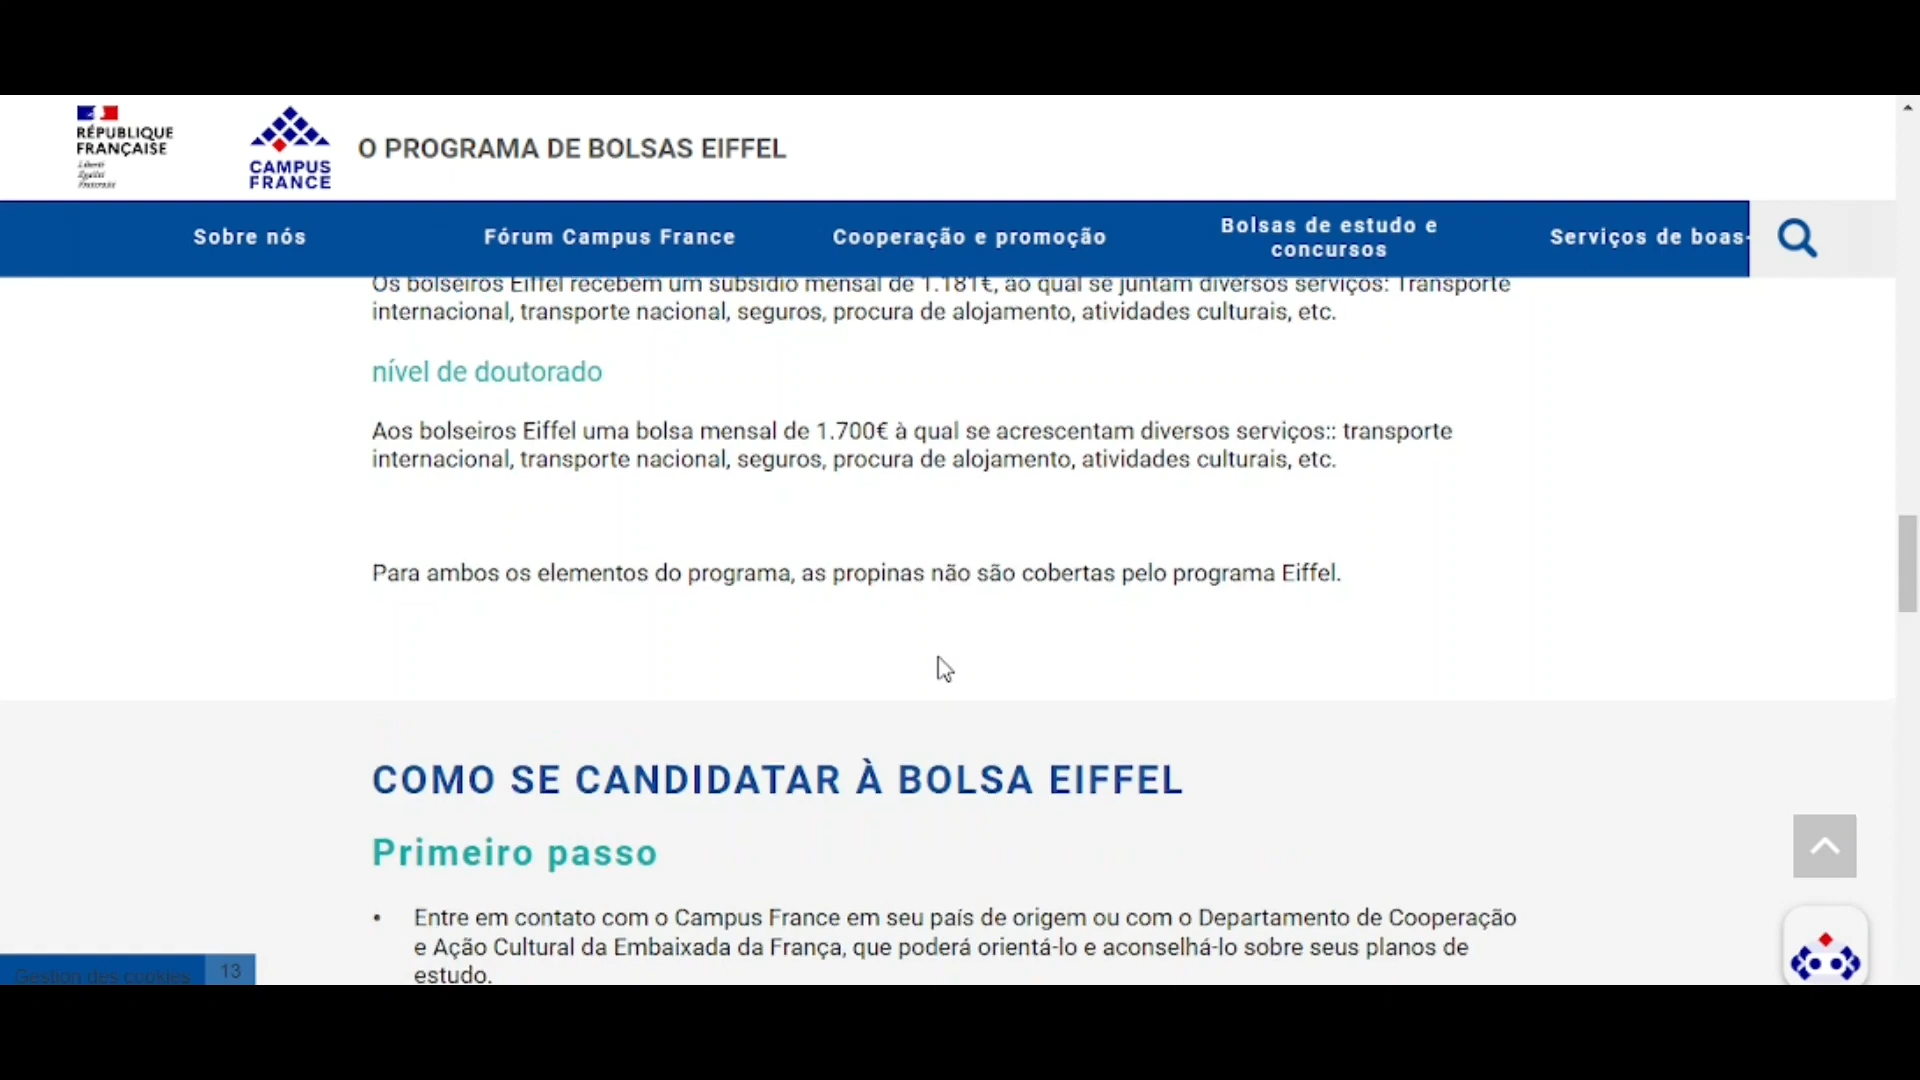 RÉPUBLIQUE
FRANÇAISE
Liberté
Égalité
Fraternité
CAMPUS
FRANCE
O PROGRAMA DE BOLSAS EIFFEL
Sobre nós
Fórum Campus France
Cooperação e promoção
Bolsas de estudo e
concursos
Serviços de boas-
Os bolseiros Eiffel recebem um subsídio mensal de 1.181€, ao qual se juntam diversos serviços: Transporte
internacional, transporte nacional, seguros, procura de alojamento, atividades culturais, etc.
nível de doutorado
Aos bolseiros Eiffel uma bolsa mensal de 1.700€ à qual se acrescentam diversos serviços:: transporte
internacional, transporte nacional, seguros, procura de alojamento, atividades culturais, etc.
Para ambos os elementos do programa, as propinas não são cobertas pelo programa Eiffel.
COMO SE CANDIDATAR À BOLSA EIFFEL
Primeiro passo
• Entre em contato com o Campus France em seu país de origem ou com o Departamento de Cooperação
e Ação Cultural da Embaixada da França, que poderá orientá-lo e aconselhá-lo sobre seus planos de
estudo.
Gestion des cookies 13